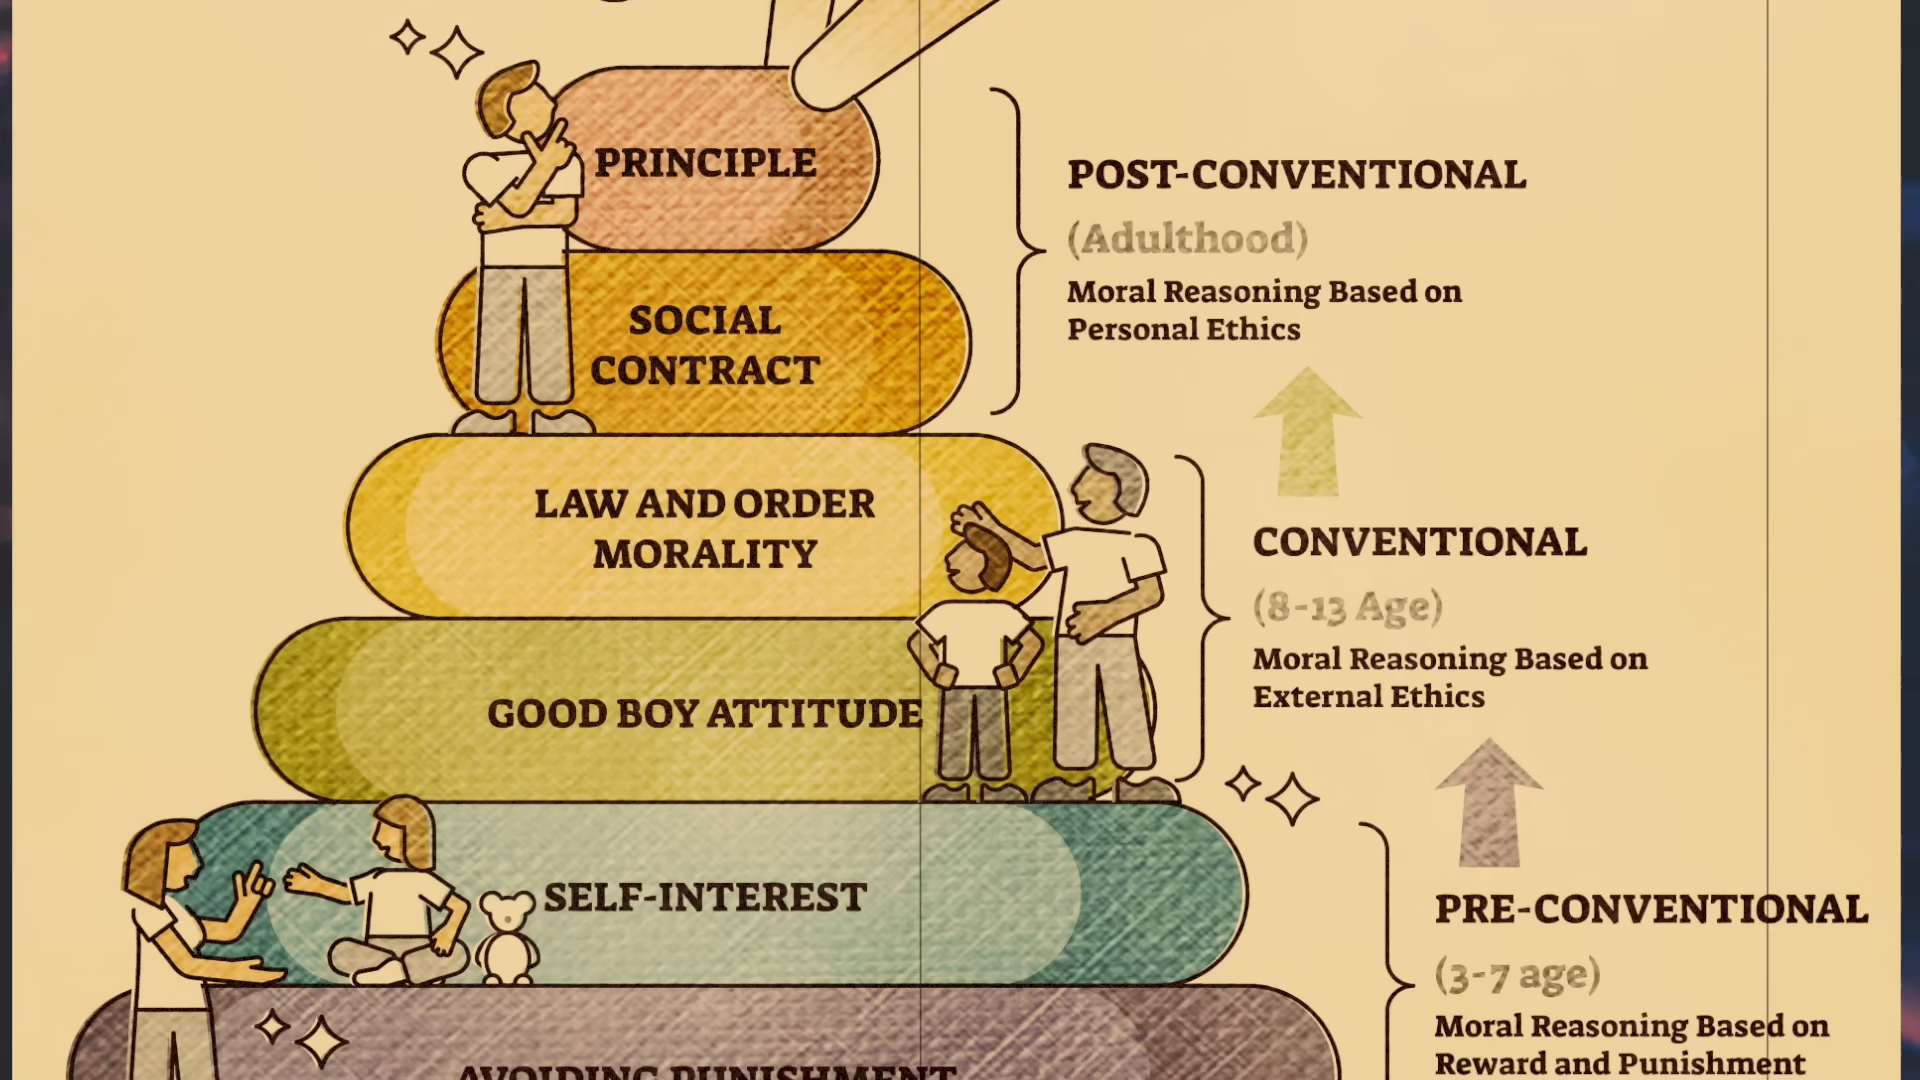 PRINCIPLE
SOCIAL
CONTRACT
LAW AND ORDER
MORALITY
GOOD BOY ATTITUDE
SELF-INTEREST
AVOIDING PUNISHMENT
POST-CONVENTIONAL
(Adulthood)
Moral Reasoning Based on
Personal Ethics
CONVENTIONAL
(8-13 Age)
Moral Reasoning Based on
External Ethics
PRE-CONVENTIONAL
(3-7 age)
Moral Reasoning Based on
Reward and Punishment